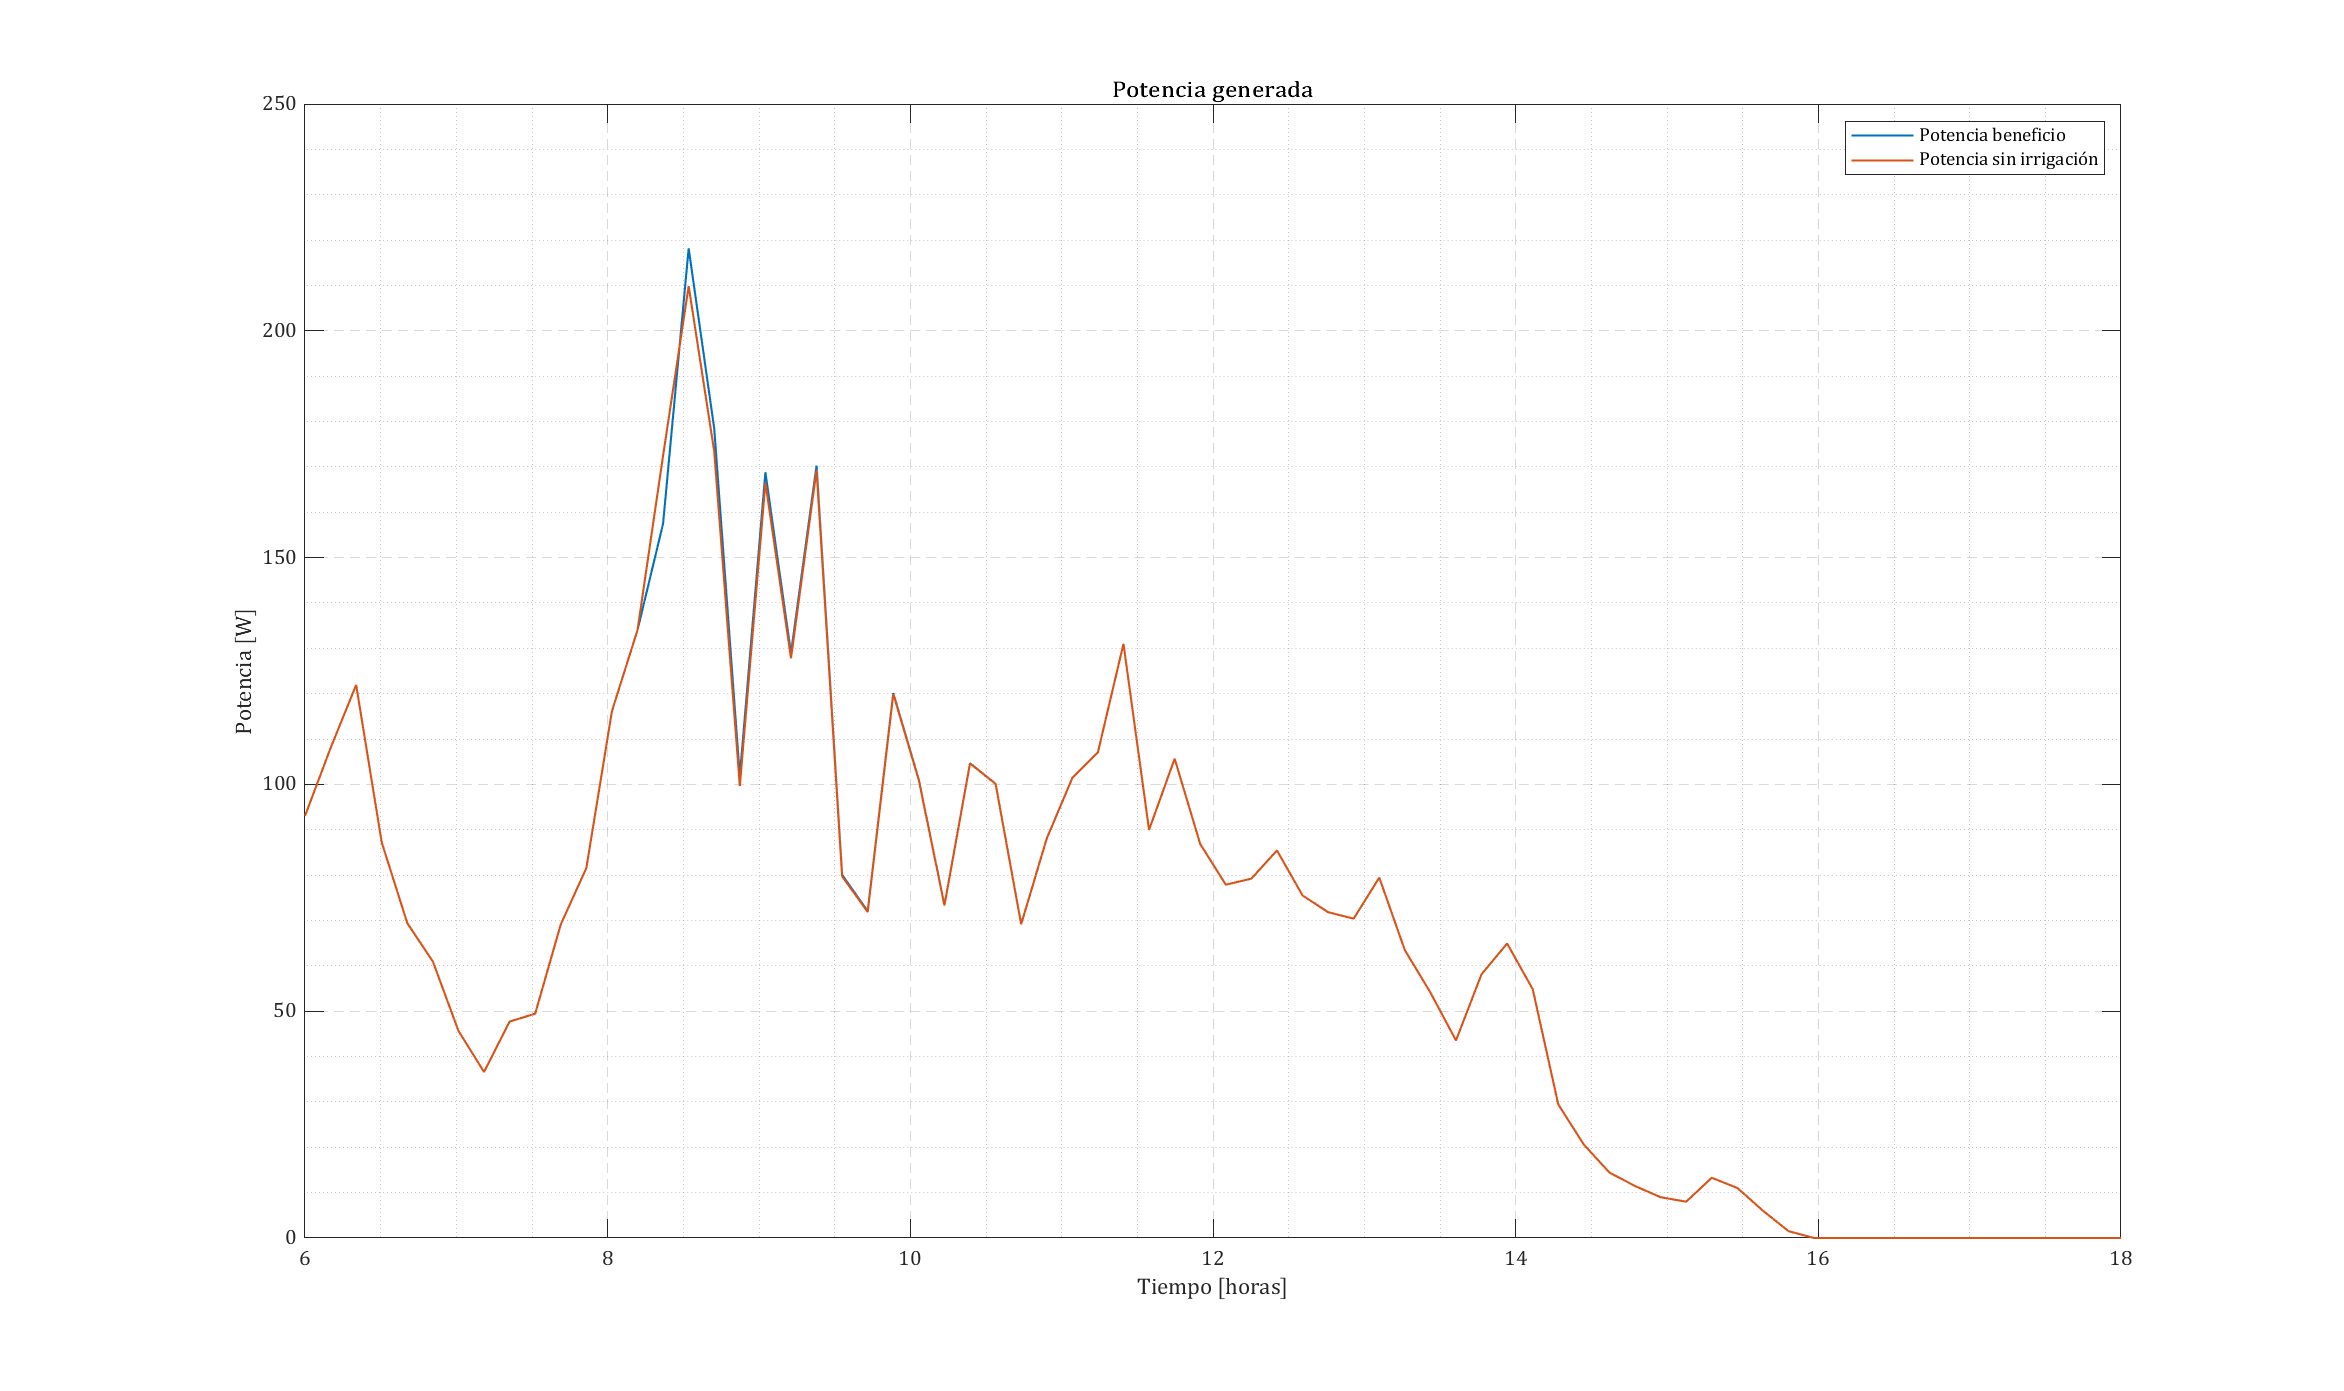 Potencia generada
250
200
150
100
50
0
Potencia [W]
Potencia beneficio
Potencia sin irrigación
6 8 10 12 14 16 18
Tiempo [horas]